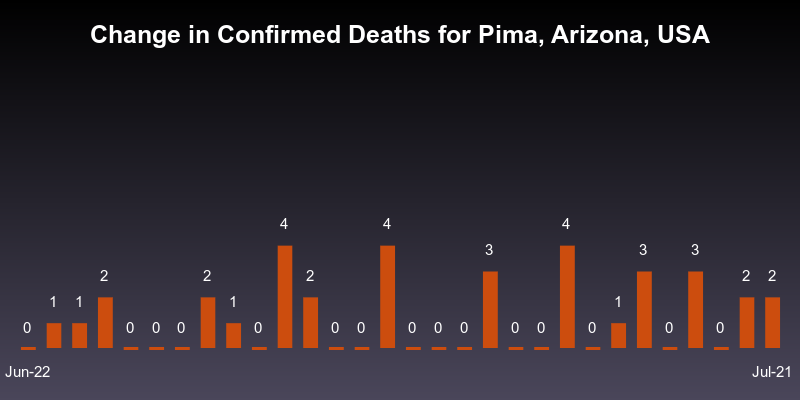 Change in Confirmed Deaths for Pima, Arizona, USA
0 1 1 2 0 0 0 2 1 0 4 2 0 0 4 0 0 0 3 0 0 4 0 1 3 0 3 0 2 2
Jun-22 Jul-21